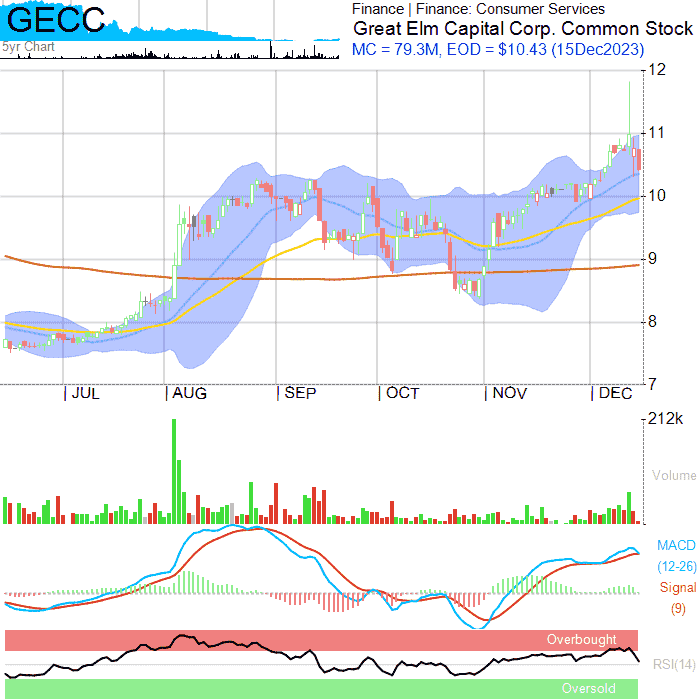 GECC
5yr Chart
Finance | Finance: Consumer Services
Great Elm Capital Corp. Common Stock
MC = 79.3M, EOD = $10.43 (15Dec2023)
12
11
10
9
8
7
JUL AUG SEP OCT NOV DEC
212k
Volume
MACD
(12-26)
Signal
(9)
Overbought
RSI(14)
Oversold